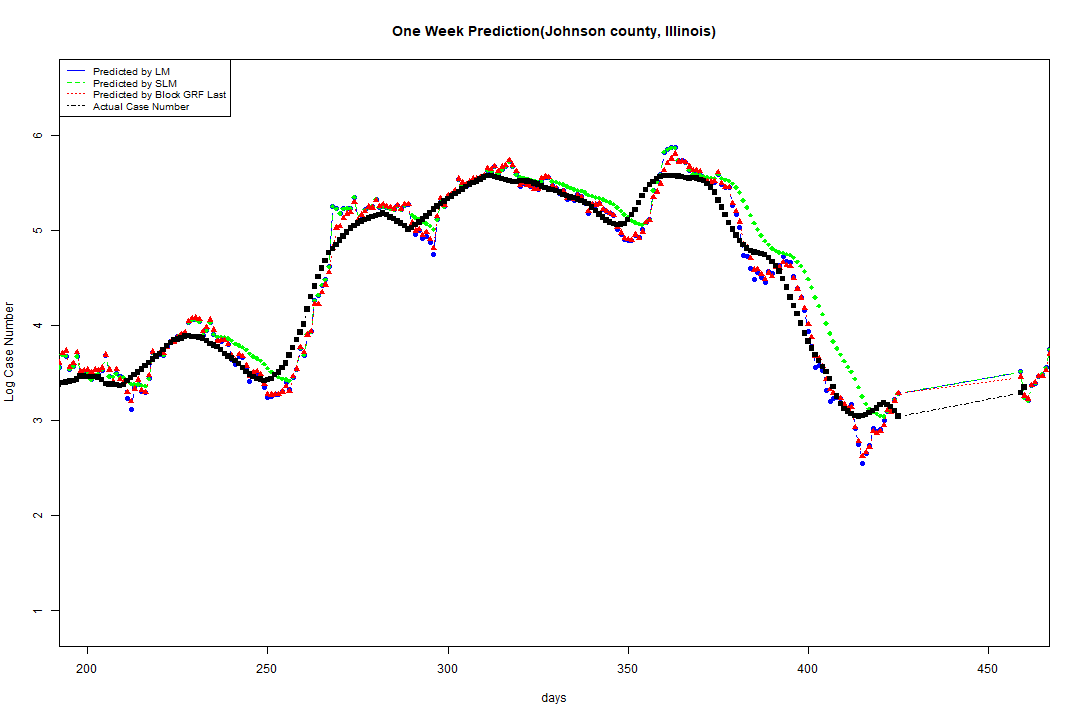 One Week Prediction(Johnson county, Illinois)
Predicted by LM
Predicted by SLM
Predicted by Block GRF Last
Actual Case Number
Log Case Number
6
5
4
3
2
1
200 250 300 350 400 450
days